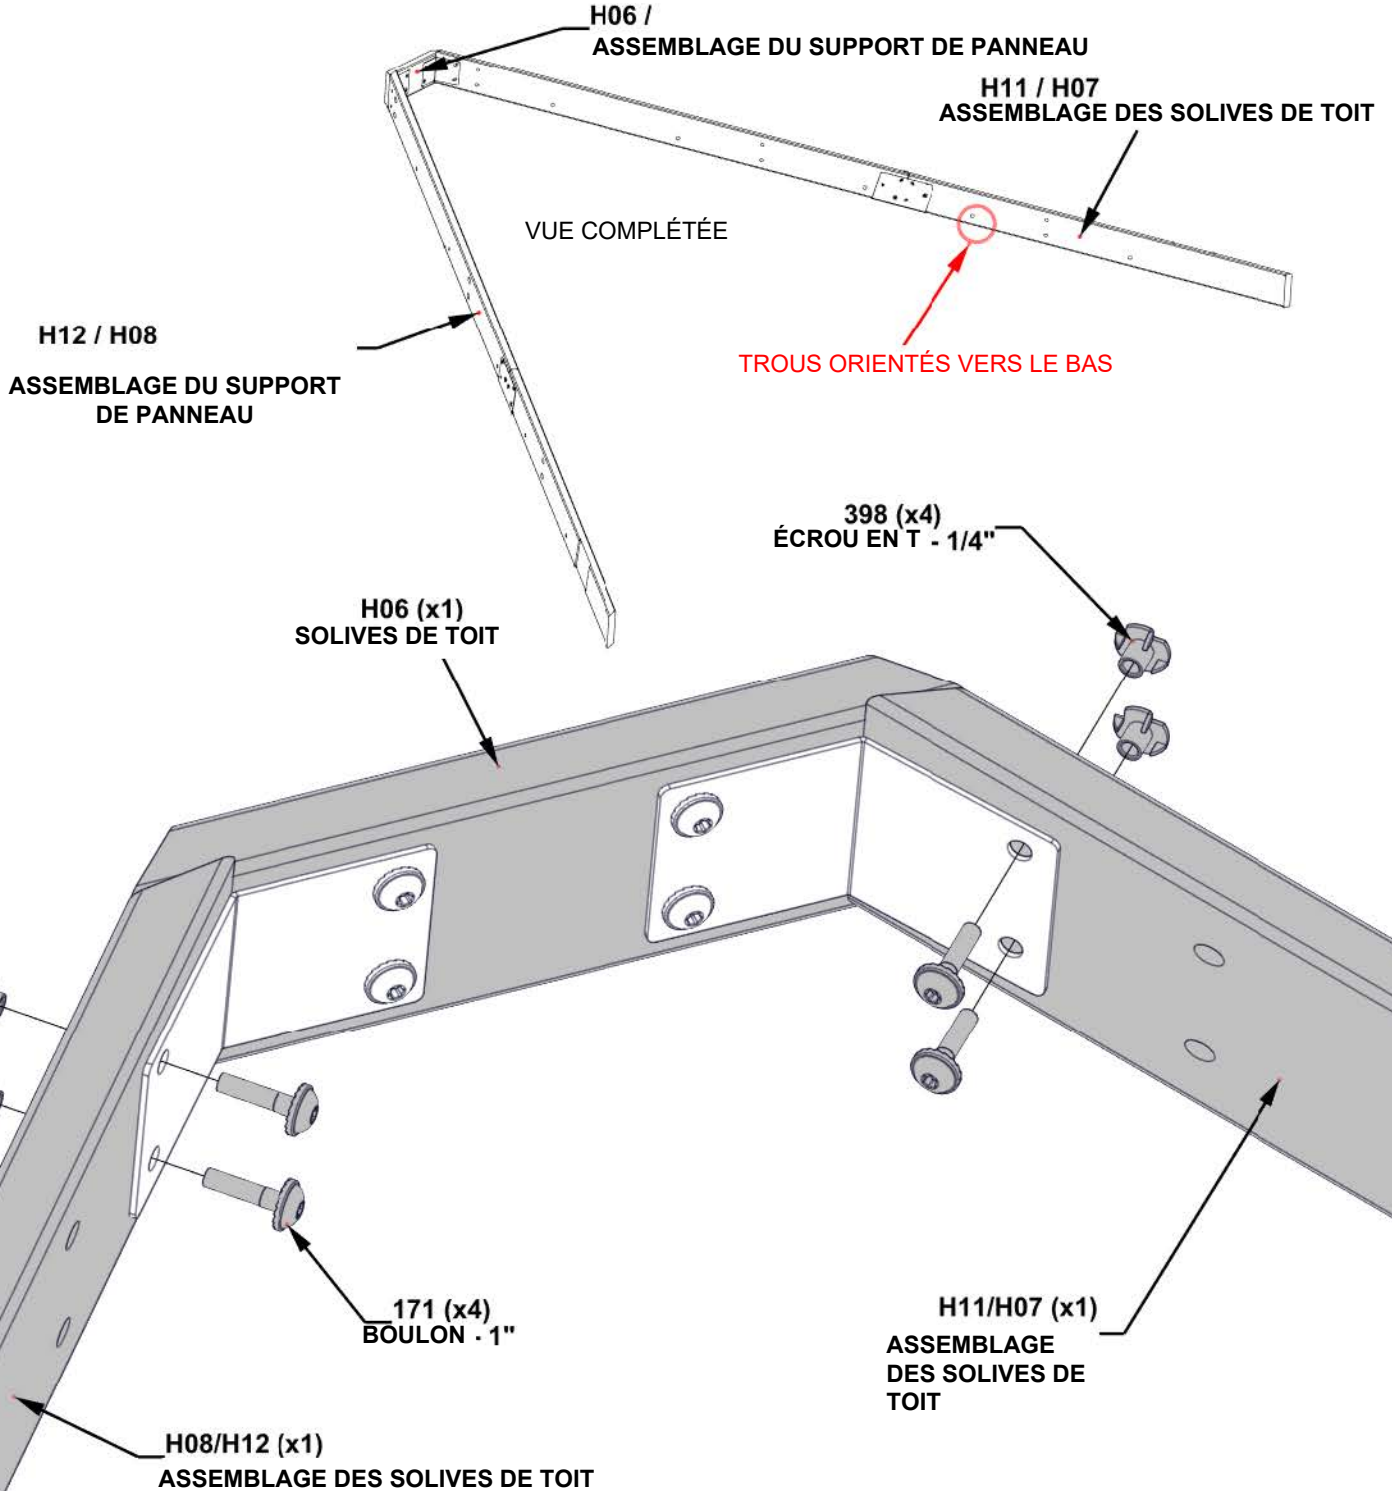 H06 /
ASSEMBLAGE DU SUPPORT DE PANNEAU
H11 / H07
ASSEMBLAGE DES SOLIVES DE TOIT
VUE COMPLÉTÉE
H12 / H08
ASSEMBLAGE DU SUPPORT
DE PANNEAU
TROUS ORIENTÉS VERS LE BAS
398 (x4)
ÉCROU EN T - 1/4"
H06 (x1)
SOLIVES DE TOIT
171 (x4)
BOULON - 1"
H11/H07 (x1)
ASSEMBLAGE
DES SOLIVES DE
TOIT
H08/H12 (x1)
ASSEMBLAGE DES SOLIVES DE TOIT